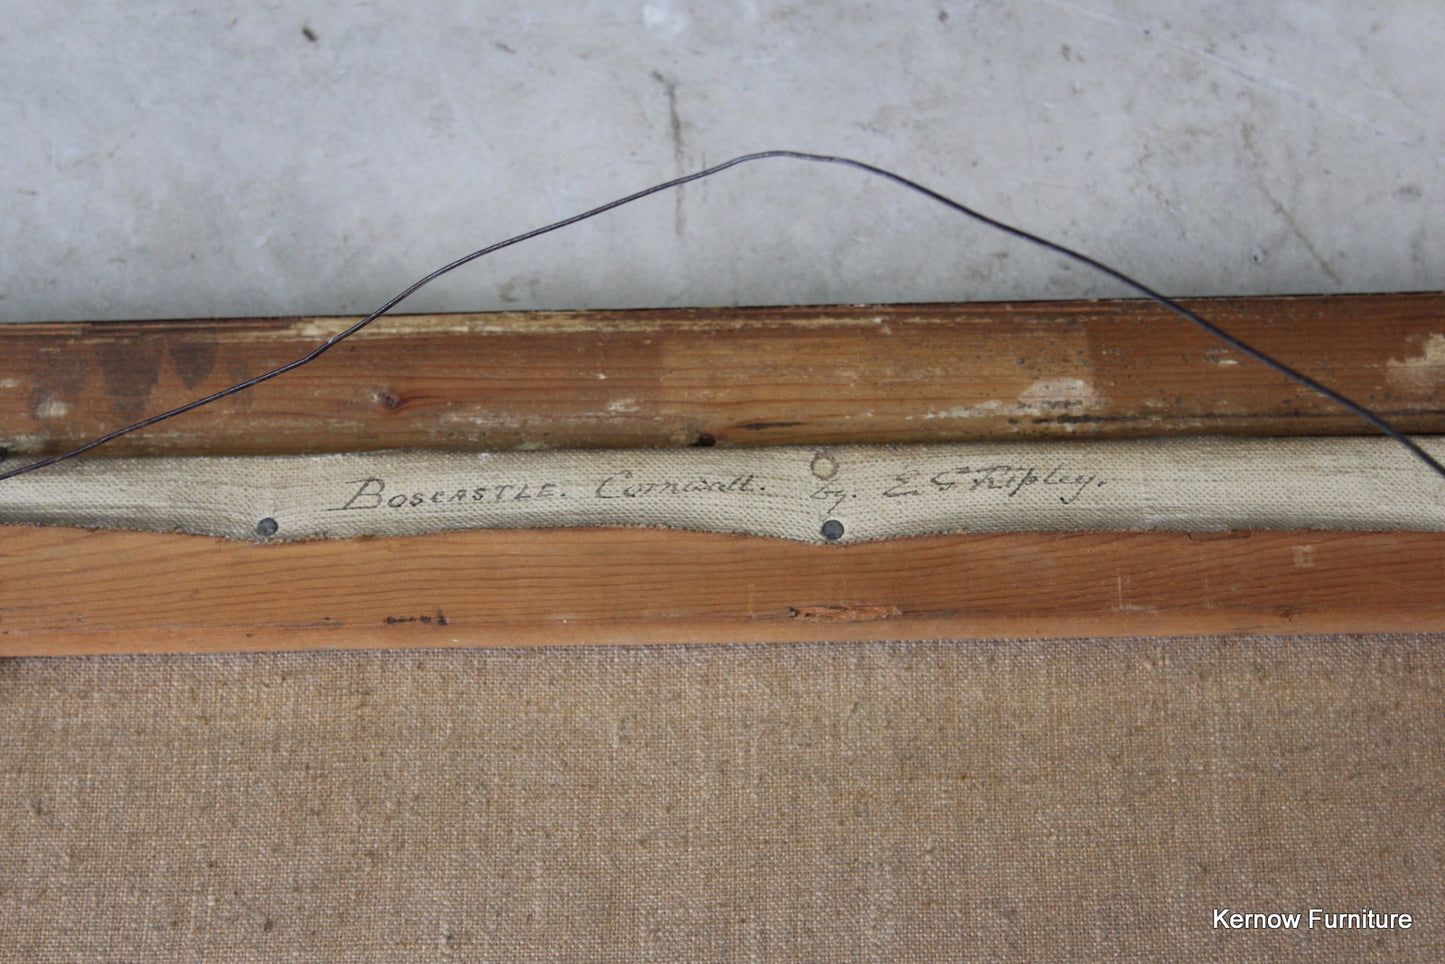 BOSCASTLE. Cornwall. by. E. G Ripley.
Kernow Furniture